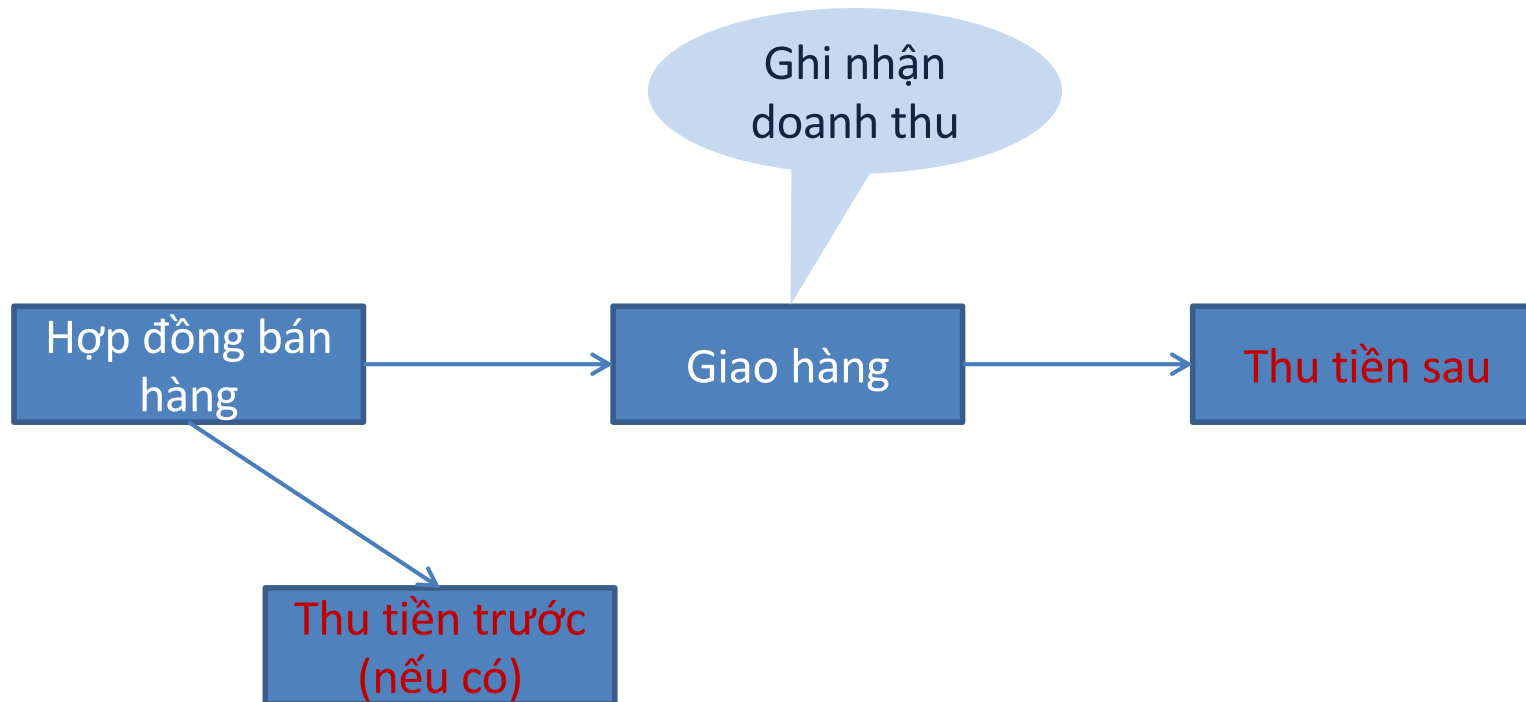 Ghi nhận
doanh thu
Hợp đồng bán
hàng
Giao hàng
Thu tiền sau
Thu tiền trước
(nếu có)